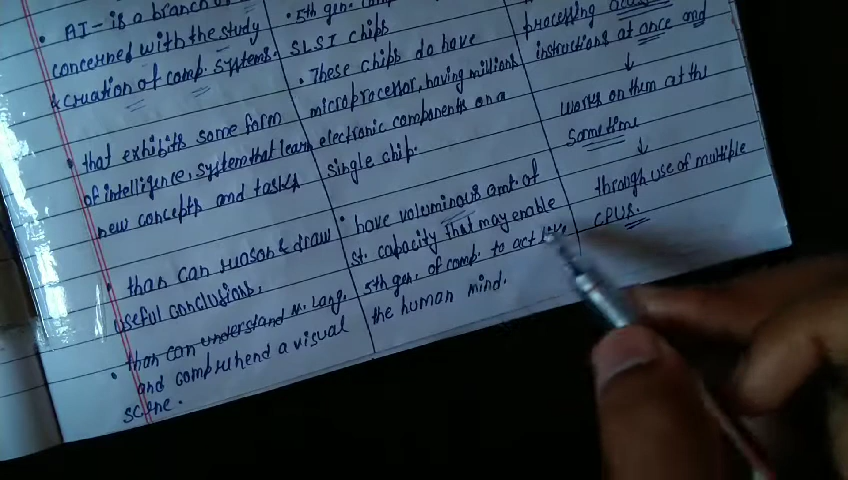 • AI- is a branch
concerned with the study
& cruation of comp. systems.
• that exhibits some form
of intelligence, system that learn
new concepts and tasks
• than can reason & draw
useful conclusions.
• than can understand N. Lang.
and comprehend a visual
scene.
• 5th gen.
SLSI chips
• These chips do have
microprocessor, having millions
electronic components on a
single chip.
• have voluminous amt of
st. capacity that may enable
5th gen. of comp. to act like
the human mind.
processing
instructions at once and
↓
works on them at the
same time
↓
through use of multiple
CPUs.